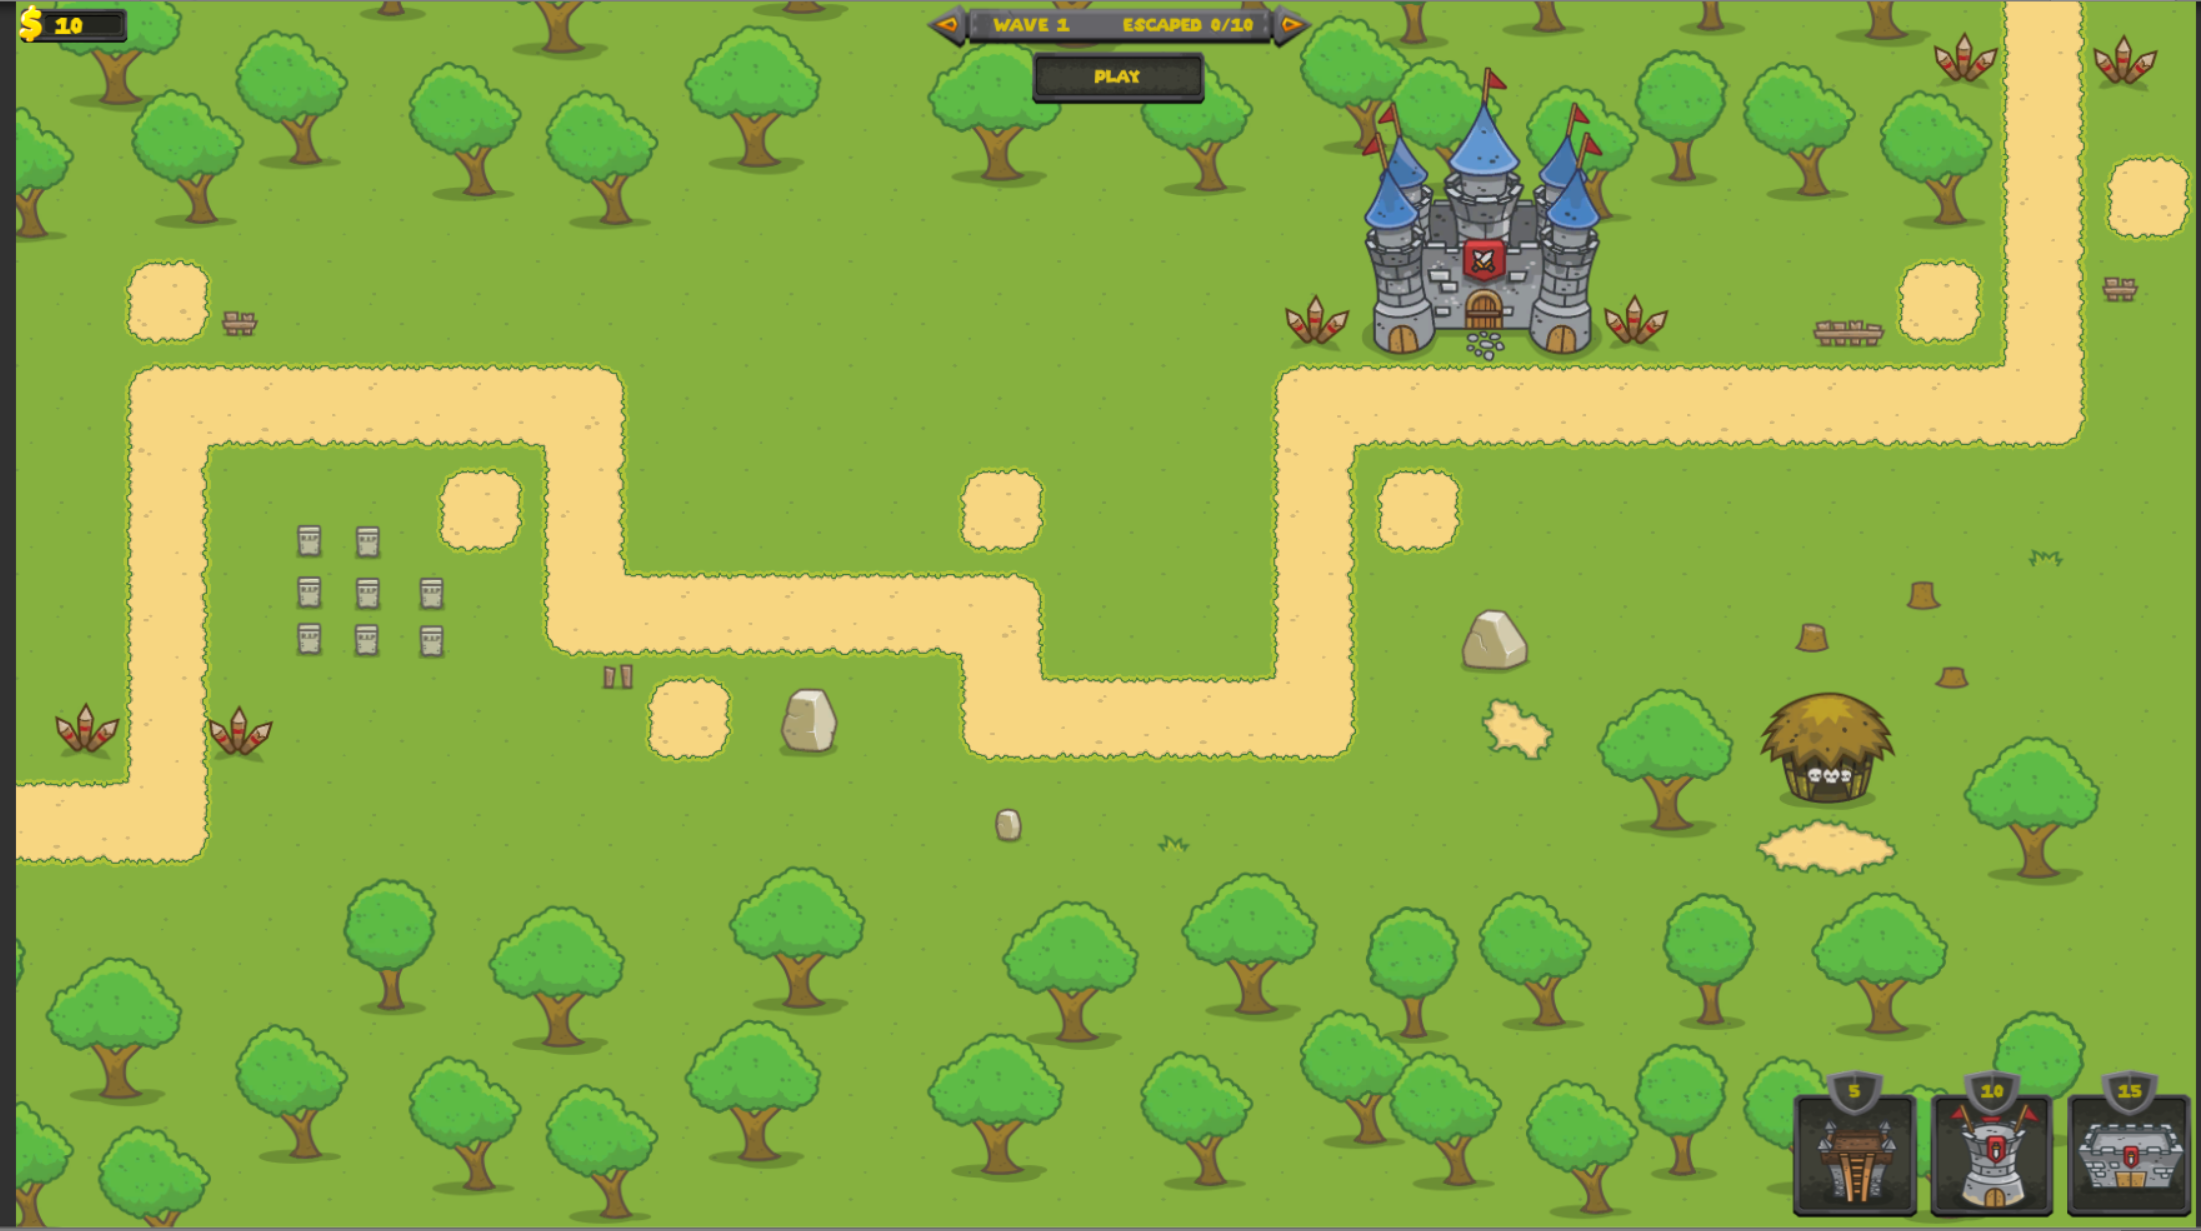 $ 10
WAVE 1 ESCAPED 0/10
PLAY
R.I.P R.I.P
R.I.P R.I.P R.I.P
R.I.P R.I.P R.I.P
5 10 15